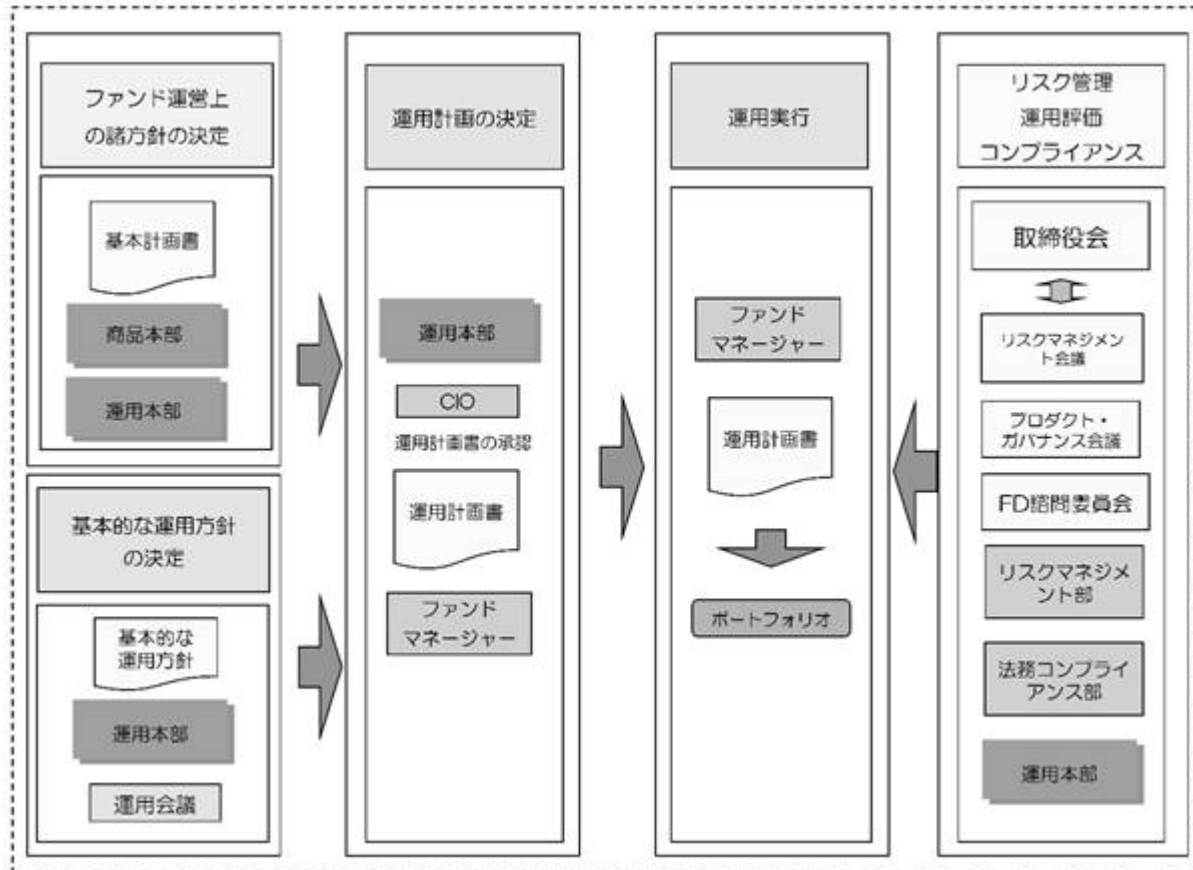 ファンド運営上
の諸方針の決定
基本計画書
商品本部
運用本部
基本的な運用方針
の決定
基本的な
運用方針
運用本部
運用会議
運用計画の決定
運用本部
CIO
運用計画書の承認
運用計画書
ファンド
マネージャー
運用実行
ファンド
マネージャー
運用計画書
ポートフォリオ
リスク管理
運用評価
コンプライアンス
取締役会
リスクマネジメン
ト会議
プロダクト・
ガバナンス会議
FD諮問委員会
リスクマネジメ
ント部
法務コンプライ
アンス部
運用本部